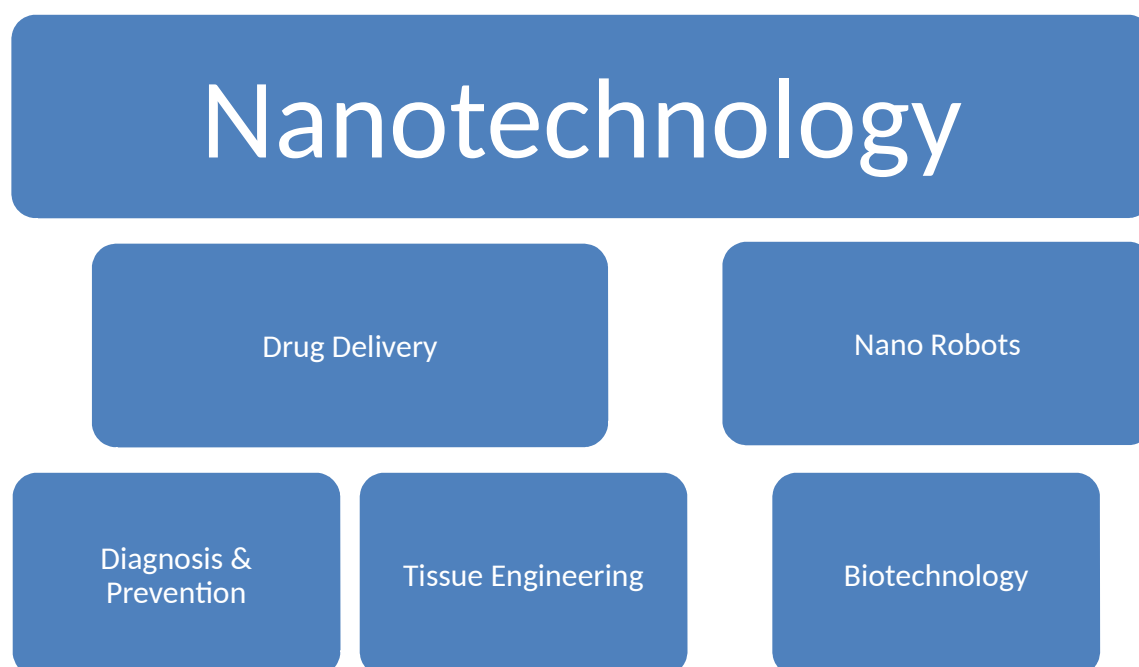 Nanotechnology
Drug Delivery
Nano Robots
Diagnosis &
Prevention
Tissue Engineering
Biotechnology